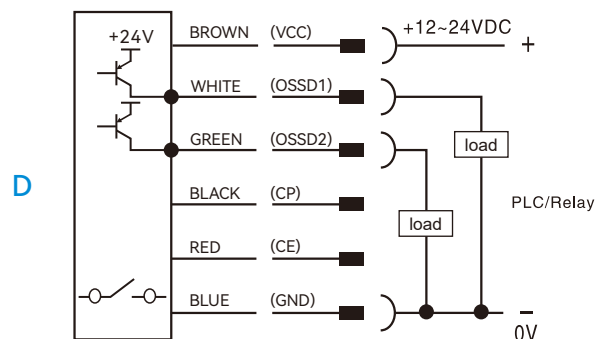 +24V
BROWN (VCC) +12~24VDC +
WHITE (OSSD1)
load
GREEN (OSSD2)
D
BLACK (CP)
load
PLC/Relay
RED (CE)
BLUE (GND) −
0V